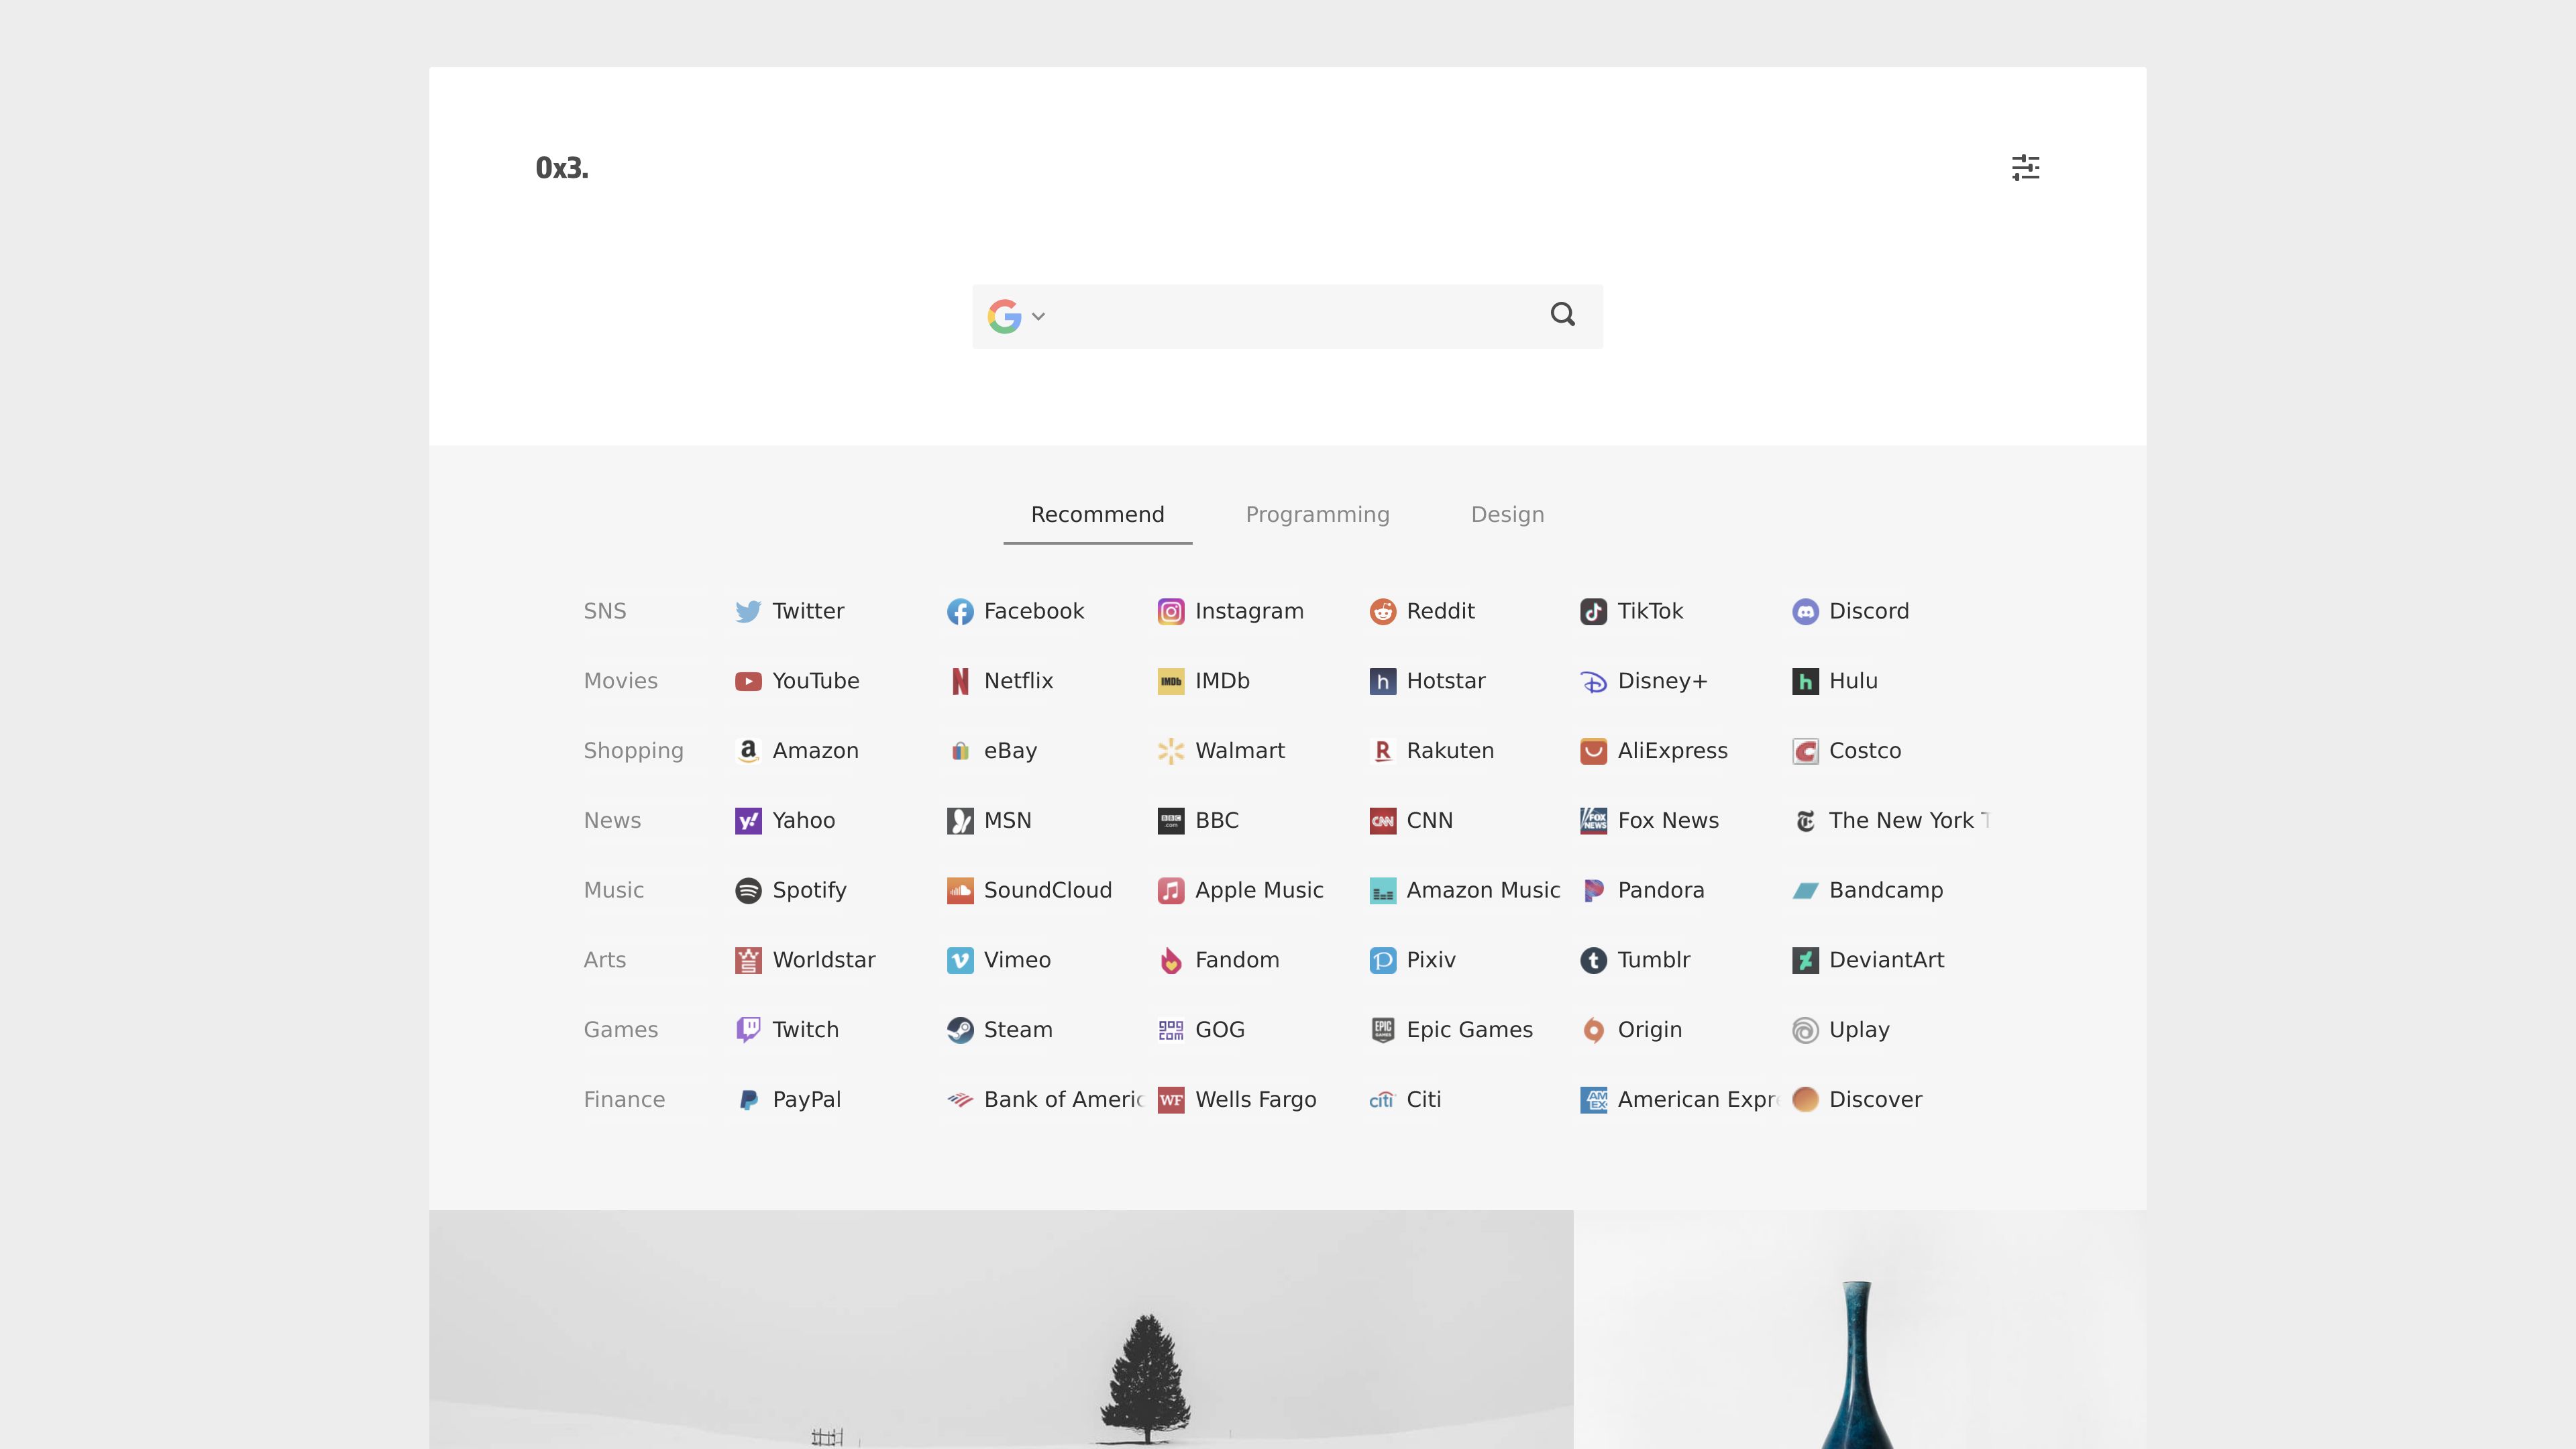 0x3.
Recommend Programming Design
SNS Twitter Facebook Instagram Reddit TikTok Discord
Movies YouTube Netflix IMDb IMDb Hotstar Disney+ Hulu
Shopping Amazon eBay Walmart Rakuten AliExpress Costco
News Yahoo MSN BBC CNN Fox News The New York T
Music Spotify SoundCloud Apple Music Amazon Music Pandora Bandcamp
Arts Worldstar Vimeo Fandom Pixiv Tumblr DeviantArt
Games Twitch Steam GOG Epic Games Origin Uplay
Finance PayPal Bank of Americ Wells Fargo Citi American Expre Discover